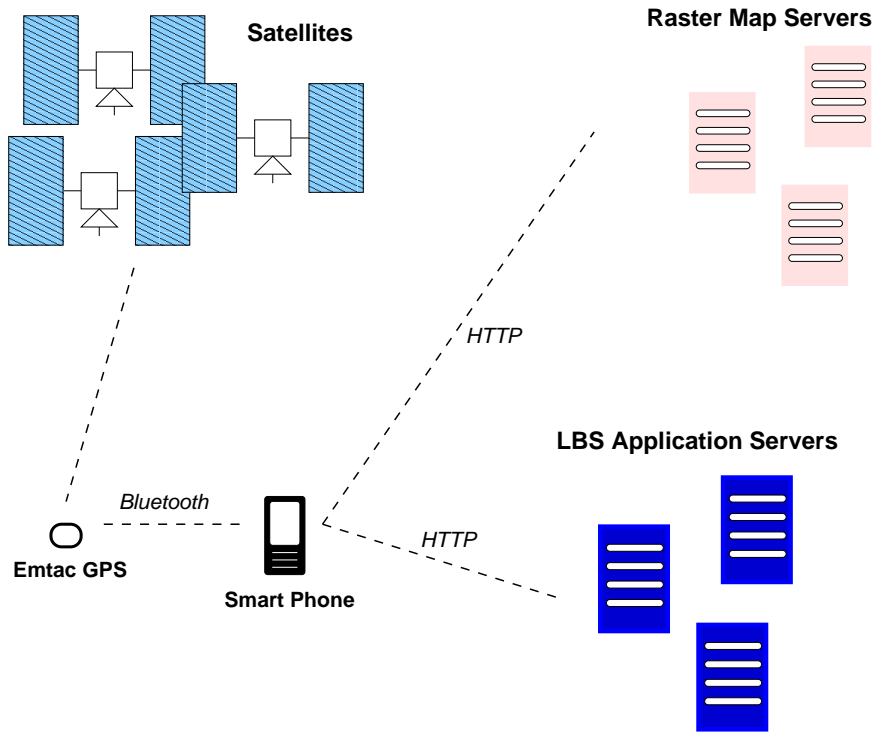 Raster Map Servers
Satellites
HTTP
LBS Application Servers
Bluetooth
HTTP
Emtac GPS
Smart Phone